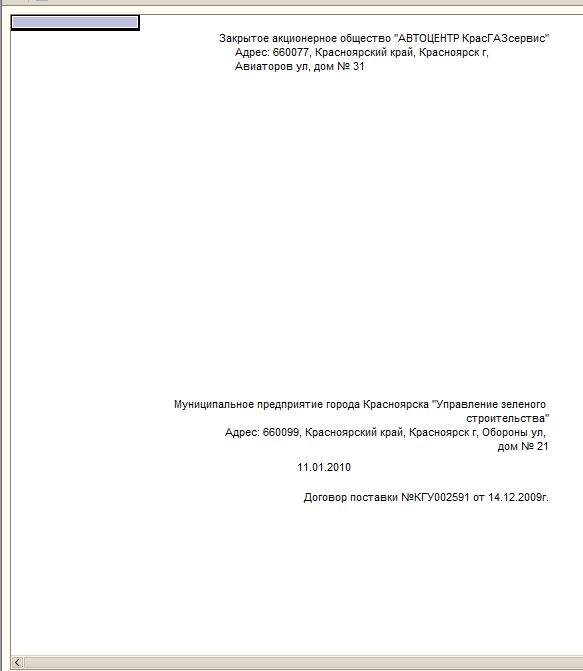 Закрытое акционерное общество "АВТОЦЕНТР КрасГАЗсервис"
Адрес: 660077, Красноярский край, Красноярск г,
Авиаторов ул, дом № 31
Муниципальное предприятие города Красноярска "Управление зеленого
строительства"
Адрес: 660099, Красноярский край, Красноярск г, Обороны ул,
дом № 21
11.01.2010
Договор поставки №КГУ002591 от 14.12.2009г.